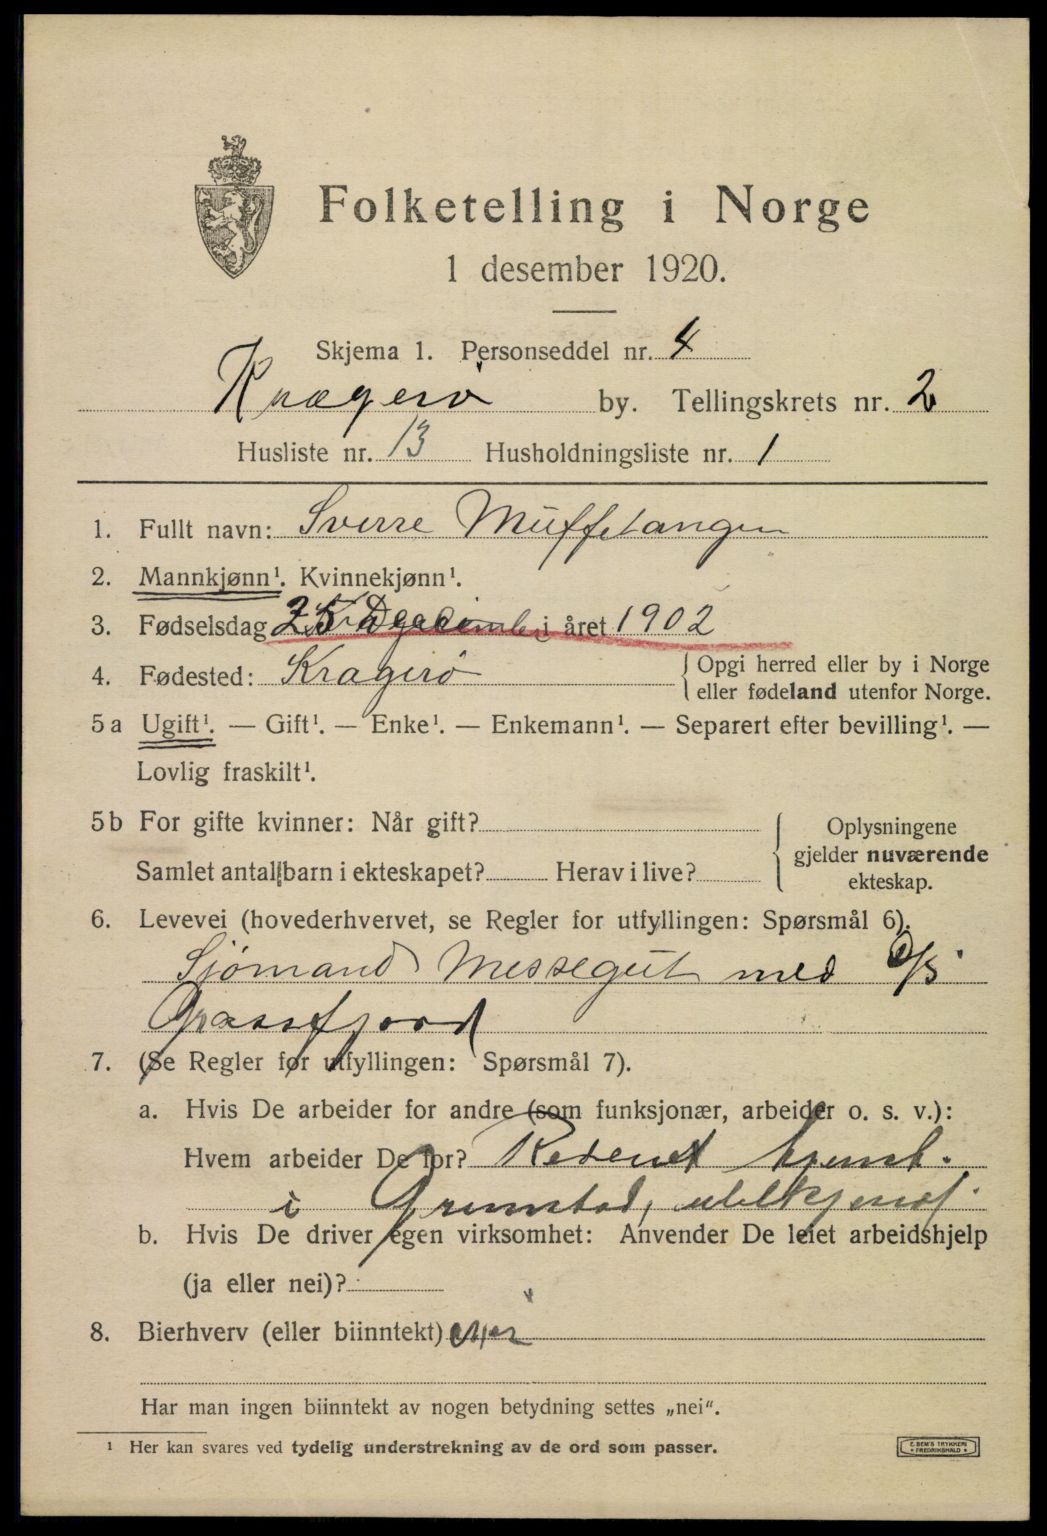 Folketelling i Norge
1 desember 1920.
Skjema 1. Personseddel nr. 4
Kragerø by. Tellingskrets nr. 2
Husliste nr. 13 Husholdningsliste nr. 1
1. Fullt navn: Sverre Muffetangen
2. Mannkjønn¹. Kvinnekjønn¹.
3. Fødselsdag 25 December i året 1902
4. Fødested: Kragerø { Opgi herred eller by i Norge
eller fødeland utenfor Norge.
5a Ugift¹. — Gift¹. — Enke¹. — Enkemann¹. — Separert efter bevilling¹. —
Lovlig fraskilt¹.
5b For gifte kvinner: Når gift? { Oplysningene
gjelder nuværende
ekteskap.
Samlet antall barn i ekteskapet? Herav i live?
6. Levevei (hovederhvervet, se Regler for utfyllingen: Spørsmål 6).
Sjømand Messegut med D/S
Grassfjord
7. (Se Regler for utfyllingen: Spørsmål 7).
a. Hvis De arbeider for andre (som funksjonær, arbeider o. s. v.):
Hvem arbeider De for? Rederiet
i Grimstad,
b. Hvis De driver egen virksomhet: Anvender De leiet arbeidshjelp
(ja eller nei)?
8. Bierhverv (eller biinntekt) nei
Har man ingen biinntekt av nogen betydning settes „nei".
¹ Her kan svares ved tydelig understrekning av de ord som passer.
E. SEM'S TRYKKERI
• FREDRIKSHALD •